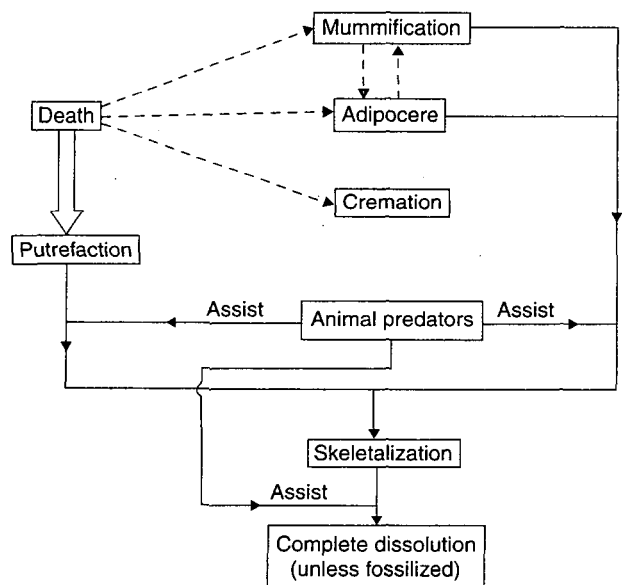 Mummification
Death
Adipocere
Cremation
Putrefaction
Assist
Animal predators
Assist
Skeletalization
Assist
Complete dissolution
(unless fossilized)